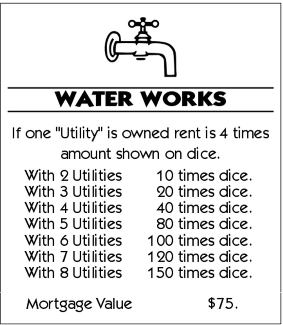 WATER WORKS
If one "Utility" is owned rent is 4 times
amount shown on dice.
With 2 Utilities 10 times dice.
With 3 Utilities 20 times dice.
With 4 Utilities 40 times dice.
With 5 Utilities 80 times dice.
With 6 Utilities 100 times dice.
With 7 Utilities 120 times dice.
With 8 Utilities 150 times dice.
Mortgage Value $75.